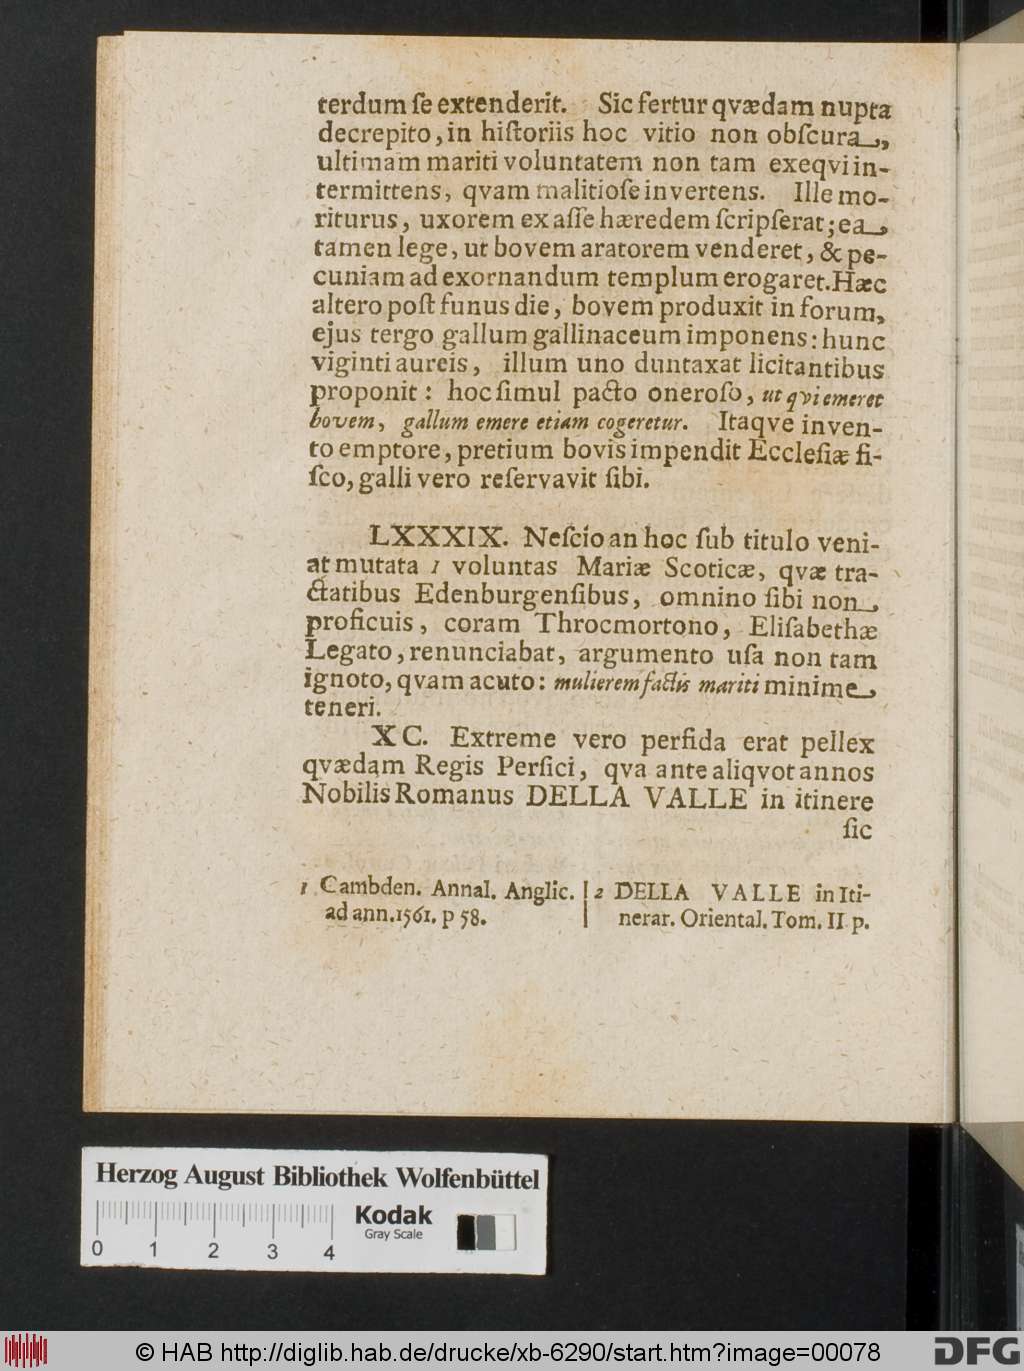 terdum ſe extenderit. Sic fertur qvædam nupta
decrepito, in hiſtoriis hoc vitio non obſcura,
ultimam mariti voluntatem non tam exeqvi in-
termittens, qvam malitioſe invertens. Ille mo-
riturus, uxorem ex aſſe hæredem ſcripſerat; ea,
tamen lege, ut bovem aratorem venderet, & pe-
cuniam ad exornandum templum erogaret. Hæc
altero poſt funus die, bovem produxit in forum,
ejus tergo gallum gallinaceum imponens: hunc
viginti aureis, illum uno duntaxat licitantibus
proponit: hoc ſimul pacto oneroſo, ut qvi emeret
bovem, gallum emere etiam cogeretur. Itaqve inven-
to emptore, pretium bovis impendit Eccleſiæ fi-
ſco, galli vero reſervavit ſibi.
LXXXIX. Neſcio an hoc ſub titulo veni-
at mutata 1 voluntas Mariæ Scoticæ, qvæ tra-
ctatibus Edenburgenſibus, omnino ſibi non,
proficuis, coram Throcmortono, Eliſabethæ
Legato, renunciabat, argumento uſa non tam
ignoto, qvam acuto: mulierem factis mariti minime,
teneri.
XC. Extreme vero perfida erat pellex
qvædam Regis Perſici, qva ante aliqvot annos
Nobilis Romanus DELLA VALLE in itinere
ſic
1 Cambden. Annal. Anglic.
ad ann. 1561. p 58.
2 DELLA VALLE in Iti-
nerar. Oriental. Tom. II p.
Herzog August Bibliothek Wolfenbüttel
Kodak
Gray Scale
0 1 2 3 4
© HAB http://diglib.hab.de/drucke/xb-6290/start.htm?image=00078
DFG